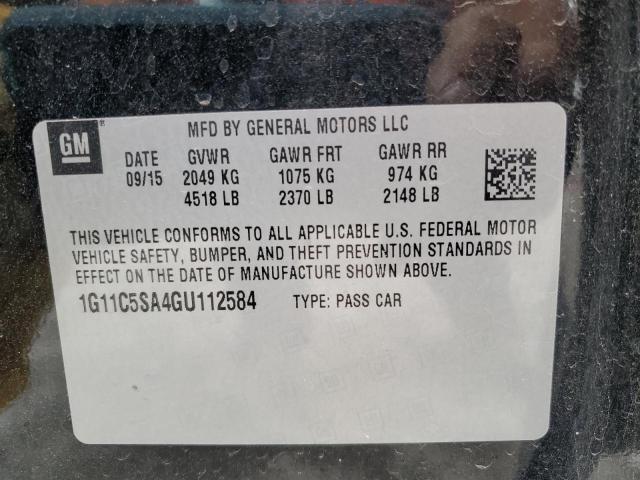 GM
MFD BY GENERAL MOTORS LLC
DATE GVWR GAWR FRT GAWR RR
09/15 2049 KG 1075 KG 974 KG
4518 LB 2370 LB 2148 LB
THIS VEHICLE CONFORMS TO ALL APPLICABLE U.S. FEDERAL MOTOR
VEHICLE SAFETY, BUMPER, AND THEFT PREVENTION STANDARDS IN
EFFECT ON THE DATE OF MANUFACTURE SHOWN ABOVE.
1G11C5SA4GU112584 TYPE: PASS CAR